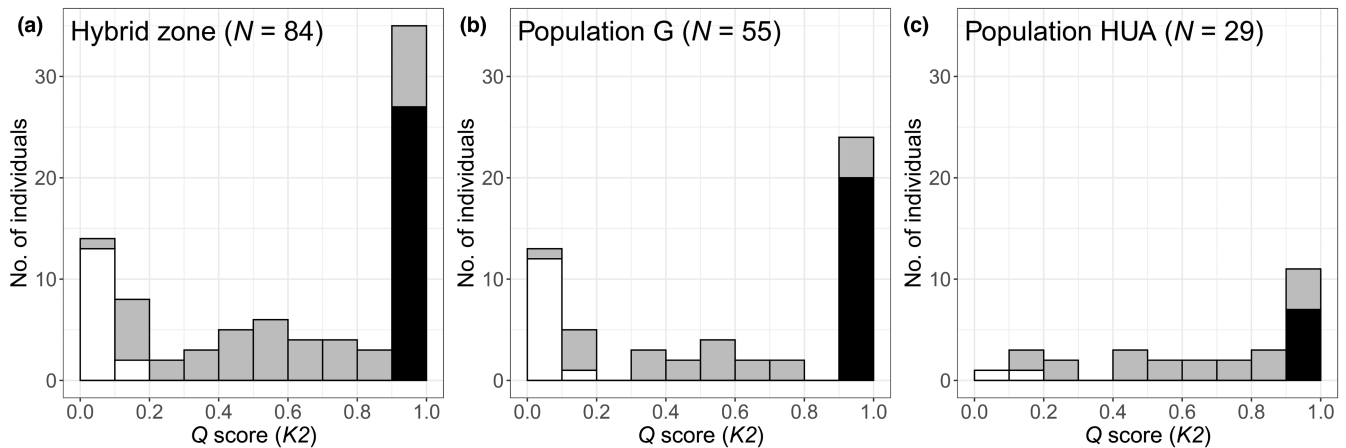 (a) Hybrid zone (N = 84)
No. of individuals
30
20
10
0
0.0 0.2 0.4 0.6 0.8 1.0
Q score (K2)
(b) Population G (N = 55)
No. of individuals
30
20
10
0
0.0 0.2 0.4 0.6 0.8 1.0
Q score (K2)
(c) Population HUA (N = 29)
No. of individuals
30
20
10
0
0.0 0.2 0.4 0.6 0.8 1.0
Q score (K2)